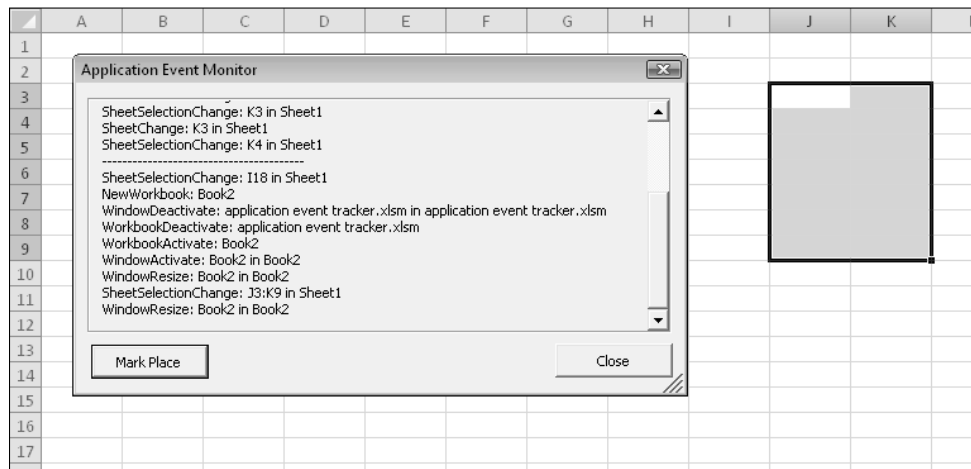 A B C D E F G H I J K
1
2
3
4
5
6
7
8
9
10
11
12
13
14
15
16
17
Application Event Monitor
SheetSelectionChange: K3 in Sheet1
SheetChange: K3 in Sheet1
SheetSelectionChange: K4 in Sheet1
----------------------------------------
SheetSelectionChange: I18 in Sheet1
NewWorkbook: Book2
WindowDeactivate: application event tracker.xlsm in application event tracker.xlsm
WorkbookDeactivate: application event tracker.xlsm
WorkbookActivate: Book2
WindowActivate: Book2 in Book2
WindowResize: Book2 in Book2
SheetSelectionChange: J3:K9 in Sheet1
WindowResize: Book2 in Book2
Mark Place
Close